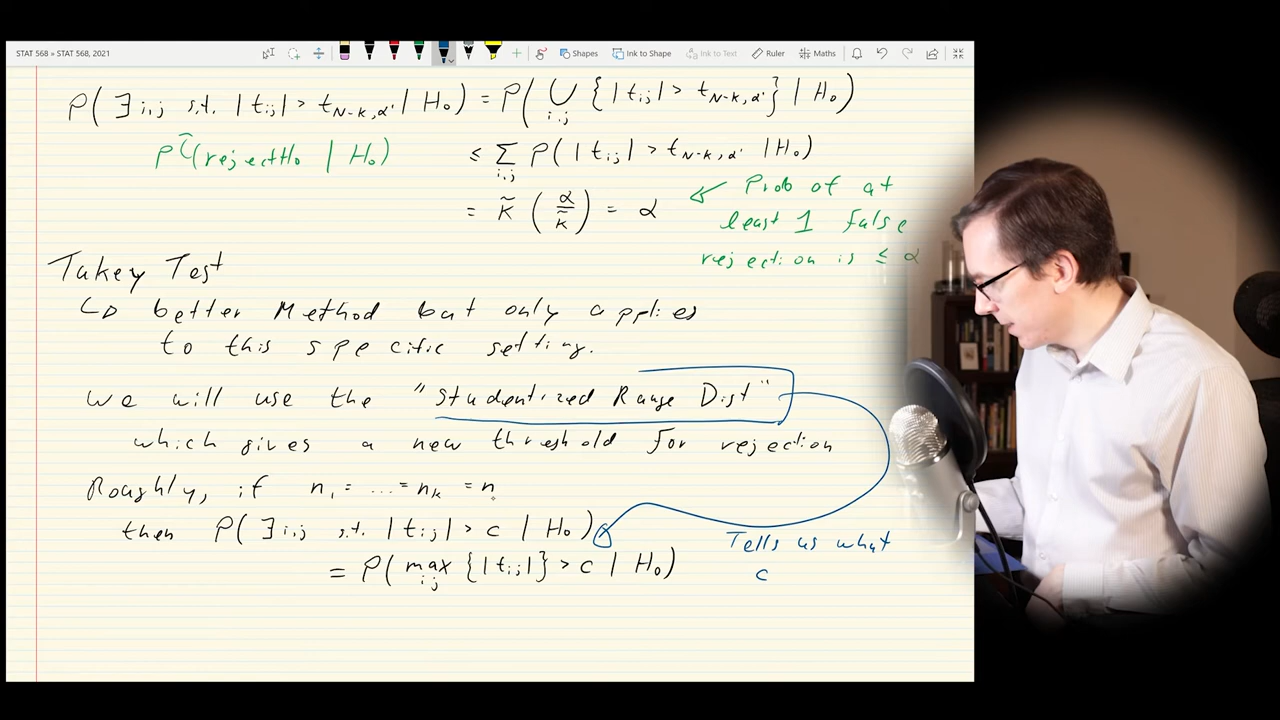 STAT 568 » STAT 568, 2021
Shapes Ink to Shape Ink to Text Ruler Maths
P( ∃ i,j s.t. |tij| > tN-K,α' | H0 ) = P( ⋃i,j {|tij| > tN-K,α'} | H0 )
P(reject H0 | H0) ≤ ∑i,j P( |tij| > tN-K,α' | H0 )
= K̃ ( α / k̃ ) = α
Prob of at
least 1 false
rejection is ≤ α
Tukey Test
↳ better Method but only applies
to this specific setting.
we will use the "Studentized Range Dist"
which gives a new threshold for rejection
Roughly, if n1 = ... = nk = n
then P( ∃ i,j s.t. |tij| > c | H0 )
= P( max i,j {|tij|} > c | H0 )
Tells us what
c